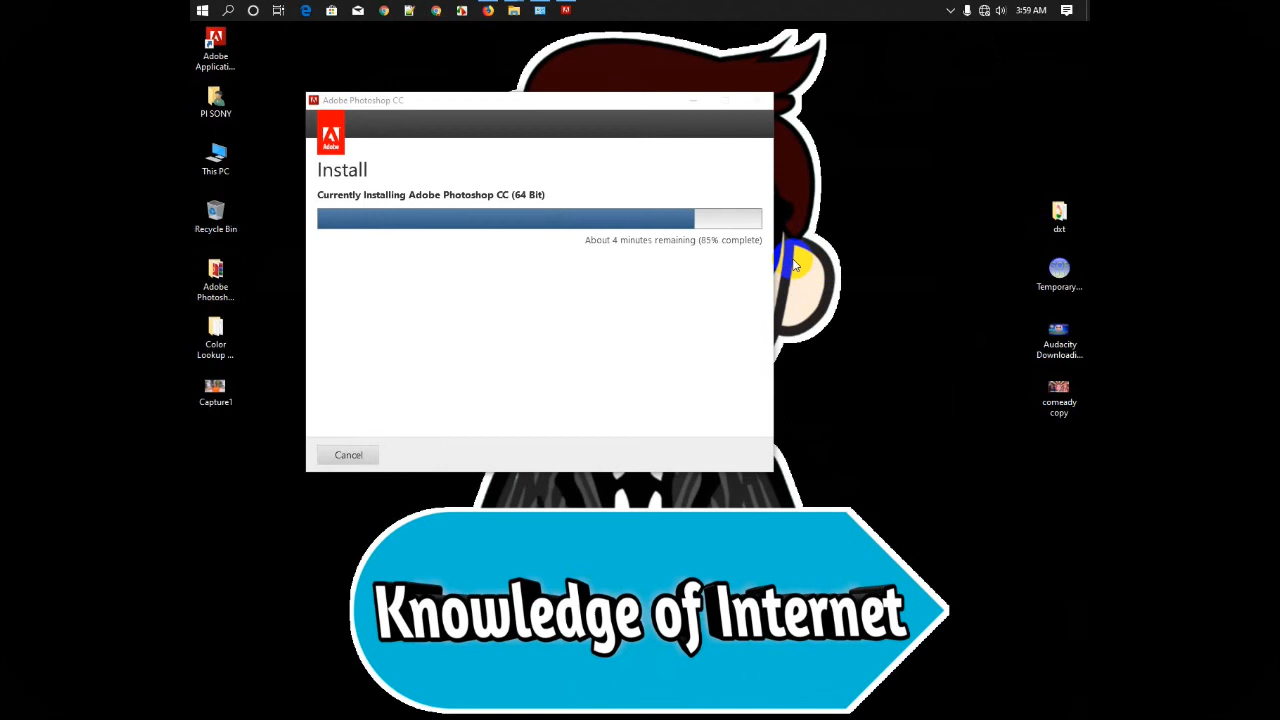 3:59 AM
Adobe
Applicati...
PI SONY
This PC
Recycle Bin
Adobe
Photosh...
Color
Lookup ...
Capture1
Adobe Photoshop CC
Adobe
Install
Currently Installing Adobe Photoshop CC (64 Bit)
About 4 minutes remaining (85% complete)
Cancel
dxt
Temporary...
Audacity
Downloadi...
comeady
copy
Knowledge of Internet